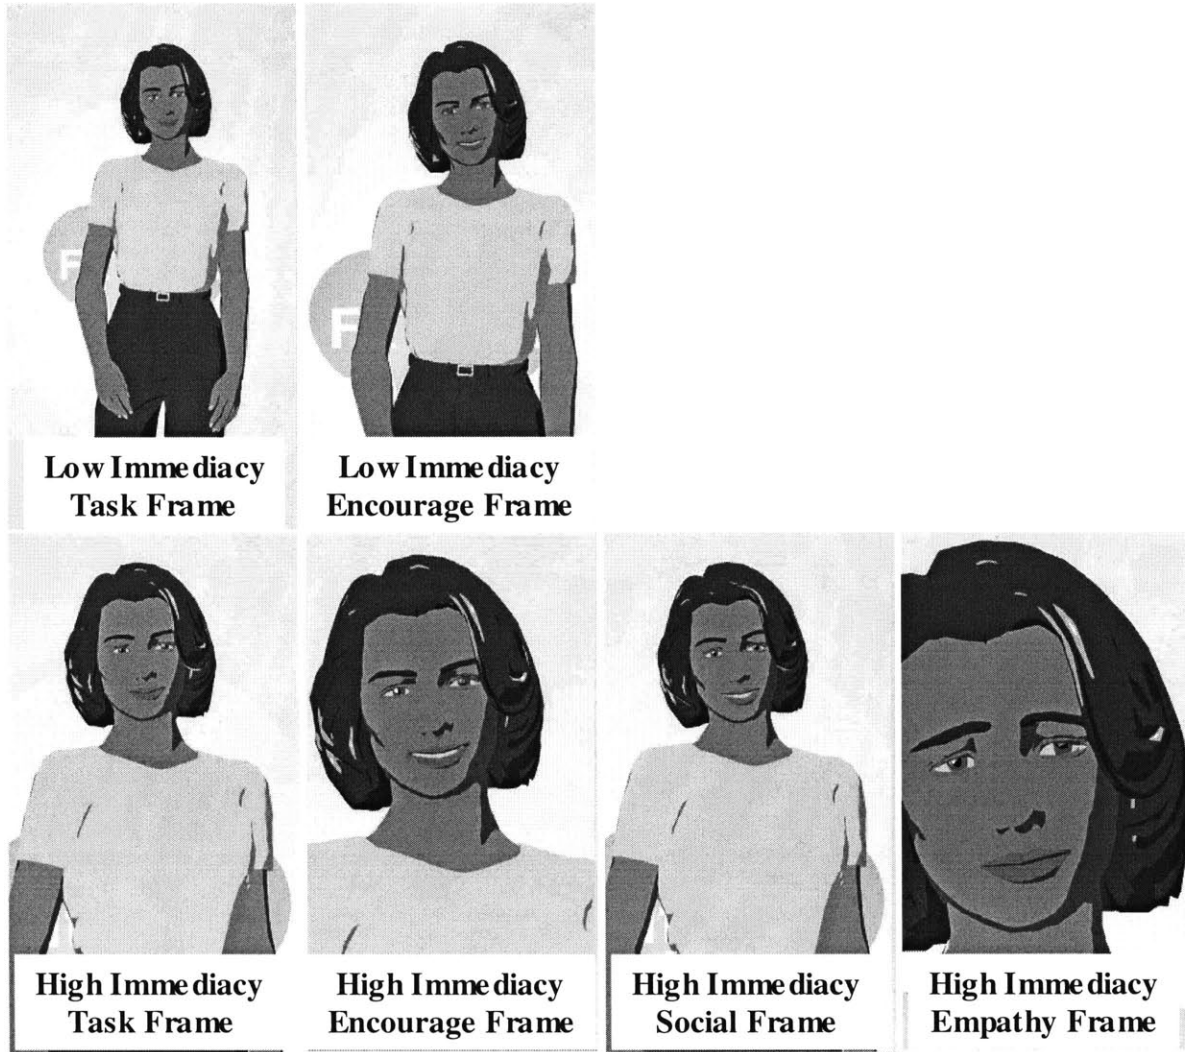 F
F
Low Immediacy
Task Frame
Low Immediacy
Encourage Frame
High Immediacy
Task Frame
High Immediacy
Encourage Frame
High Immediacy
Social Frame
High Immediacy
Empathy Frame